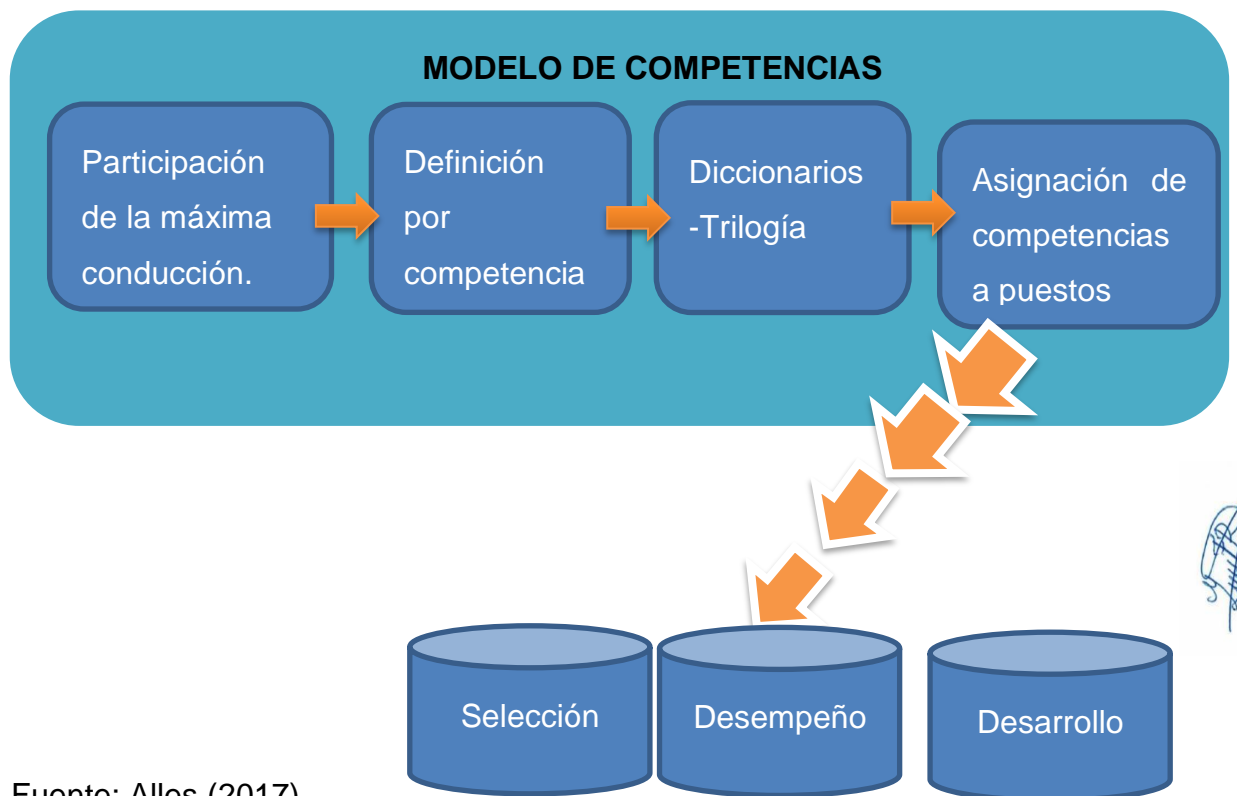 MODELO DE COMPETENCIAS
Participación
de la máxima
conducción.
Definición
por
competencia
Diccionarios
-Trilogía
Asignación de
competencias
a puestos
Selección
Desempeño
Desarrollo
Fuente: Alles (2017)